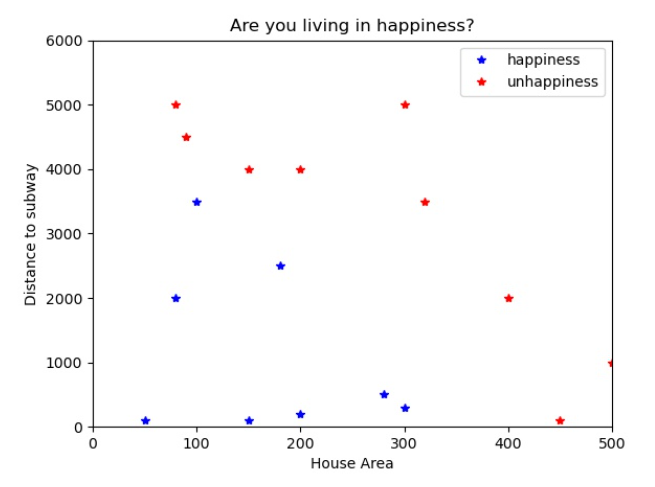 Are you living in happiness?
6000
5000
4000
3000
2000
1000
0
Distance to subway
happiness
unhappiness
0 100 200 300 400 500
House Area